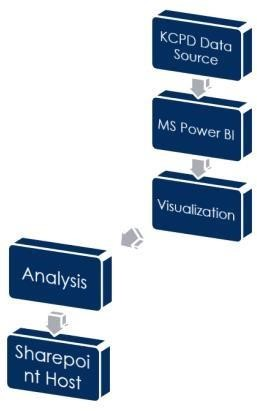 KCPD Data
Source
MS Power BI
Visualization
Analysis
Sharepoi
nt Host